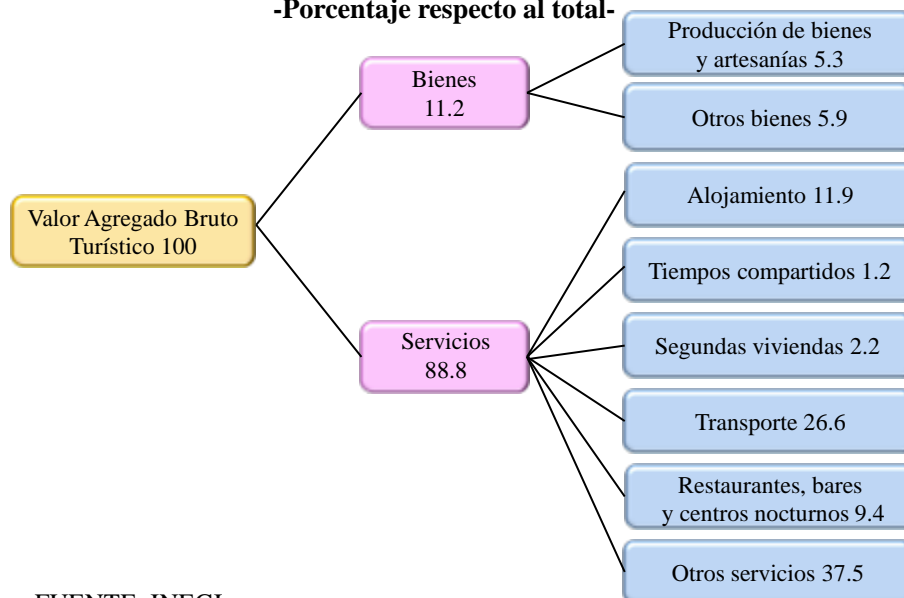 -Porcentaje respecto al total-
Producción de bienes
y artesanías 5.3
Bienes
11.2
Otros bienes 5.9
Alojamiento 11.9
Valor Agregado Bruto
Turístico 100
Tiempos compartidos 1.2
Servicios
88.8
Segundas viviendas 2.2
Transporte 26.6
Restaurantes, bares
y centros nocturnos 9.4
Otros servicios 37.5
FUENTE: INEGI